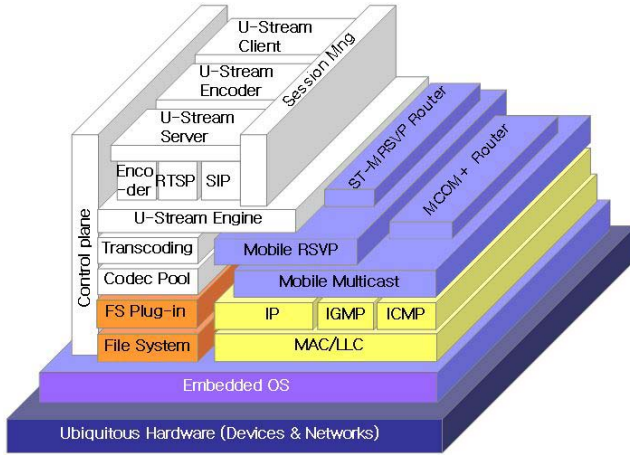 U-Stream
Client
U-Stream
Encoder
U-Stream
Server
Session Mng
Enco
-der
RTSP
SIP
U-Stream Engine
Control plane
Transcoding
Codec Pool
FS Plug-in
File System
ST-MRSVP Router
MCOM+ Router
Mobile RSVP
Mobile Multicast
IP
IGMP
ICMP
MAC/LLC
Embedded OS
Ubiquitous Hardware (Devices & Networks)